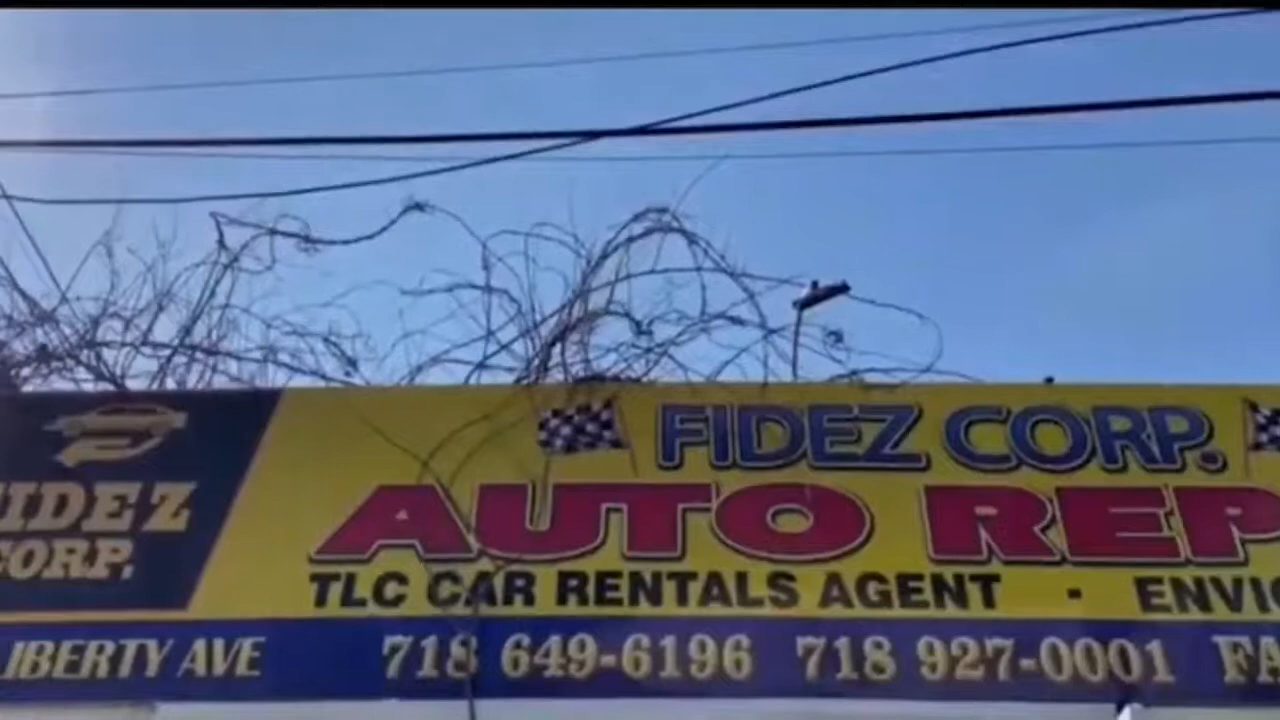 FIDEZ CORP.
AUTO REP
TLC CAR RENTALS AGENT · ENVIO
IDEZ
CORP.
LIBERTY AVE 718 649-6196 718 927-0001 FA